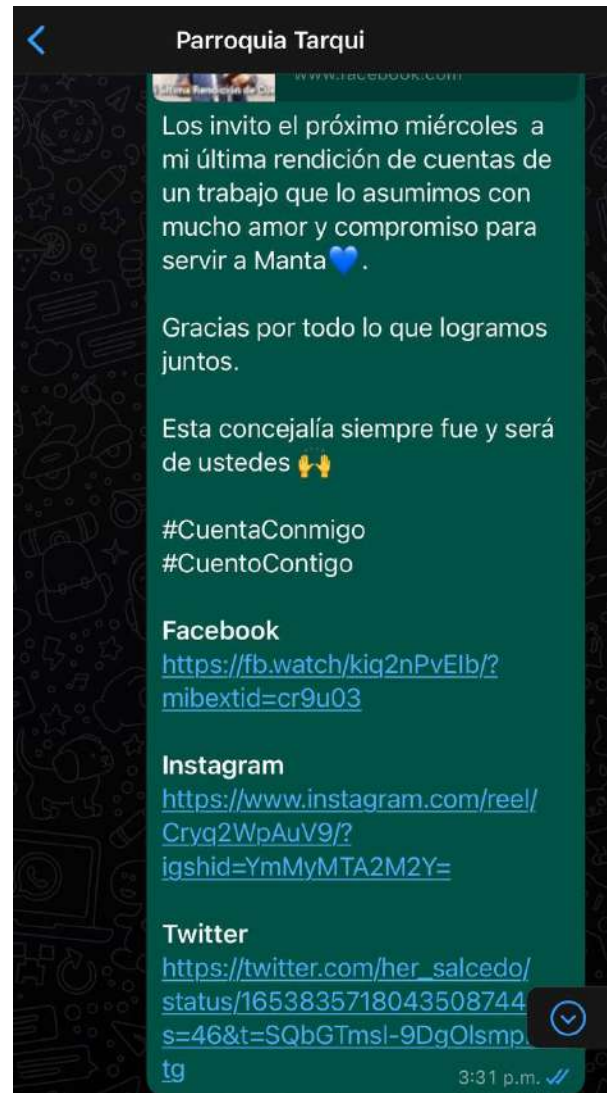 Parroquia Tarqui
www.facebook.com
Los invito el próximo miércoles a
mi última rendición de cuentas de
un trabajo que lo asumimos con
mucho amor y compromiso para
servir a Manta💙.
Gracias por todo lo que logramos
juntos.
Esta concejalía siempre fue y será
de ustedes 🙌
#CuentaConmigo
#CuentoContigo
Facebook
https://fb.watch/kiq2nPvEIb/?
mibextid=cr9u03
Instagram
https://www.instagram.com/reel/
Cryq2WpAuV9/?
igshid=YmMyMTA2M2Y=
Twitter
https://twitter.com/her_salcedo/
status/1653835718043508744
s=46&t=SQbGTmsl-9DgOlsmp
tg
3:31 p.m.